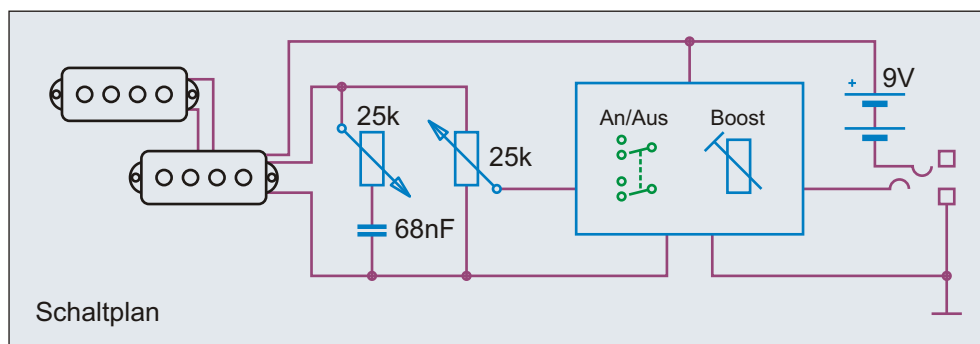 25k
25k
68nF
An/Aus
Boost
+
9V
Schaltplan